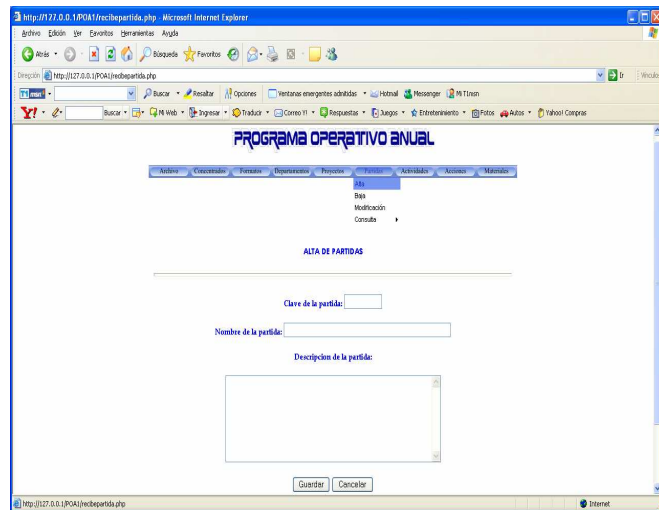 http://127.0.0.1/POA1/recibepartida.php - Microsoft Internet Explorer
Archivo Edición Ver Favoritos Herramientas Ayuda
Atrás Búsqueda Favoritos
Dirección http://127.0.0.1/POA1/recibepartida.php Ir Vínculos
Buscar Resaltar Opciones Ventanas emergentes admitidas Hotmail Messenger Mi T1msn
Y! Buscar Mi Web Ingresar Traducir Correo Y! Respuestas Juegos Entretenimiento Fotos Autos Yahoo! Compras
PROGRAMA OPERATIVO ANUAL
Archivo Concentrados Formatos Departamentos Proyectos Partidas Actividades Acciones Materiales
Alta
Baja
Modificación
Consulta
ALTA DE PARTIDAS
Clave de la partida:
Nombre de la partida:
Descripcion de la partida:
Guardar Cancelar
http://127.0.0.1/POA1/recibepartida.php Internet